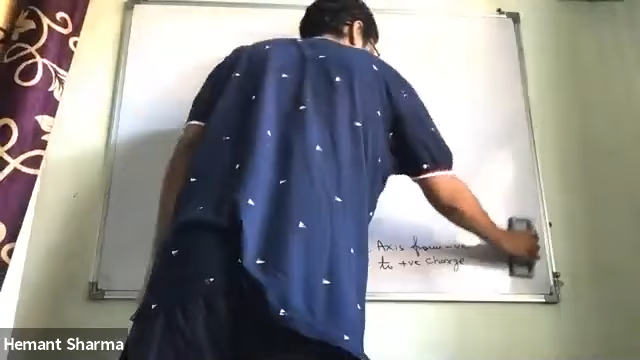 Axis from -ve
to +ve charge
Hemant Sharma